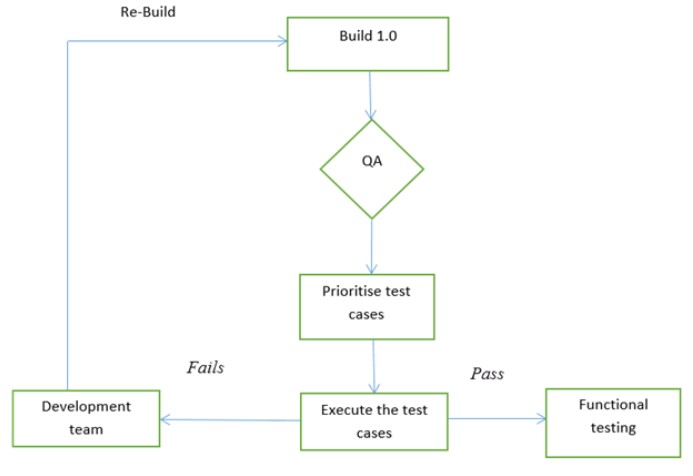 Re-Build
Build 1.0
QA
Prioritise test
cases
Fails
Pass
Development
team
Execute the test
cases
Functional
testing